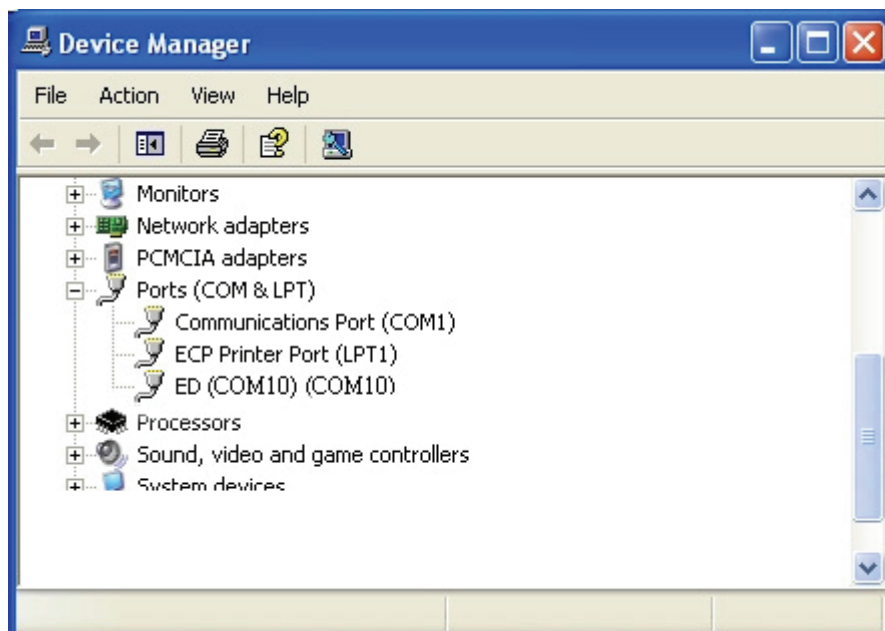 Device Manager
File Action View Help
Monitors
Network adapters
PCMCIA adapters
Ports (COM & LPT)
Communications Port (COM1)
ECP Printer Port (LPT1)
ED (COM10) (COM10)
Processors
Sound, video and game controllers
System devices